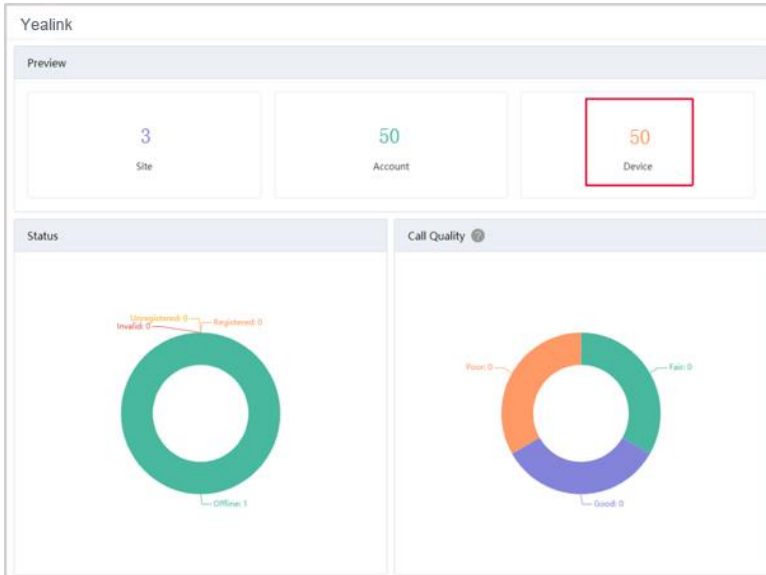 Yealink
Preview
3
Site
50
Account
50
Device
Status
Unregistered: 0
Invalid: 0
Registered: 0
Offline: 1
Call Quality ?
Poor: 0
Fair: 0
Good: 0